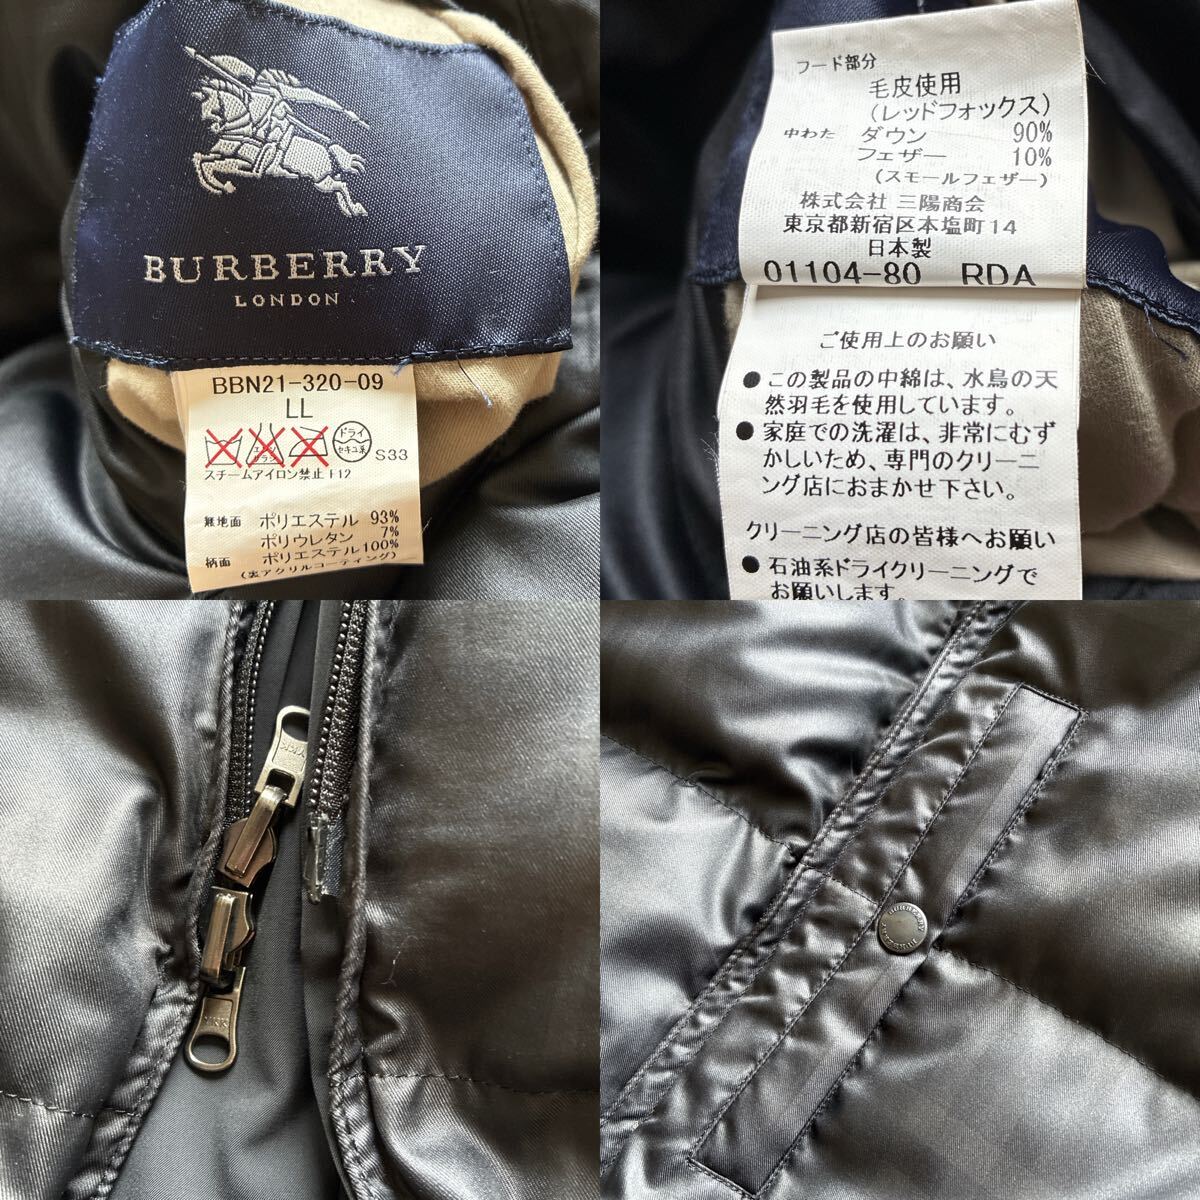 BURBERRY
LONDON
BBN21-320-09
LL
ドライ
セキユ系
S33
スチームアイロン禁止 F12
無地面 ポリエステル 93%
ポリウレタン 7%
柄面 ポリエステル100%
(裏アクリルコーティング)
フード部分
毛皮使用
(レッドフォックス)
中わた ダウン 90%
フェザー 10%
(スモールフェザー)
株式会社 三陽商会
東京都新宿区本塩町14
日本製
01104-80 RDA
ご使用上のお願い
●この製品の中綿は、水鳥の天
然羽毛を使用しています。
●家庭での洗濯は、非常にむず
かしいため、専門のクリーニ
ング店におまかせ下さい。
クリーニング店の皆様へお願い
●石油系ドライクリーニングで
お願いします。
YKK
YKK
BURBERRY